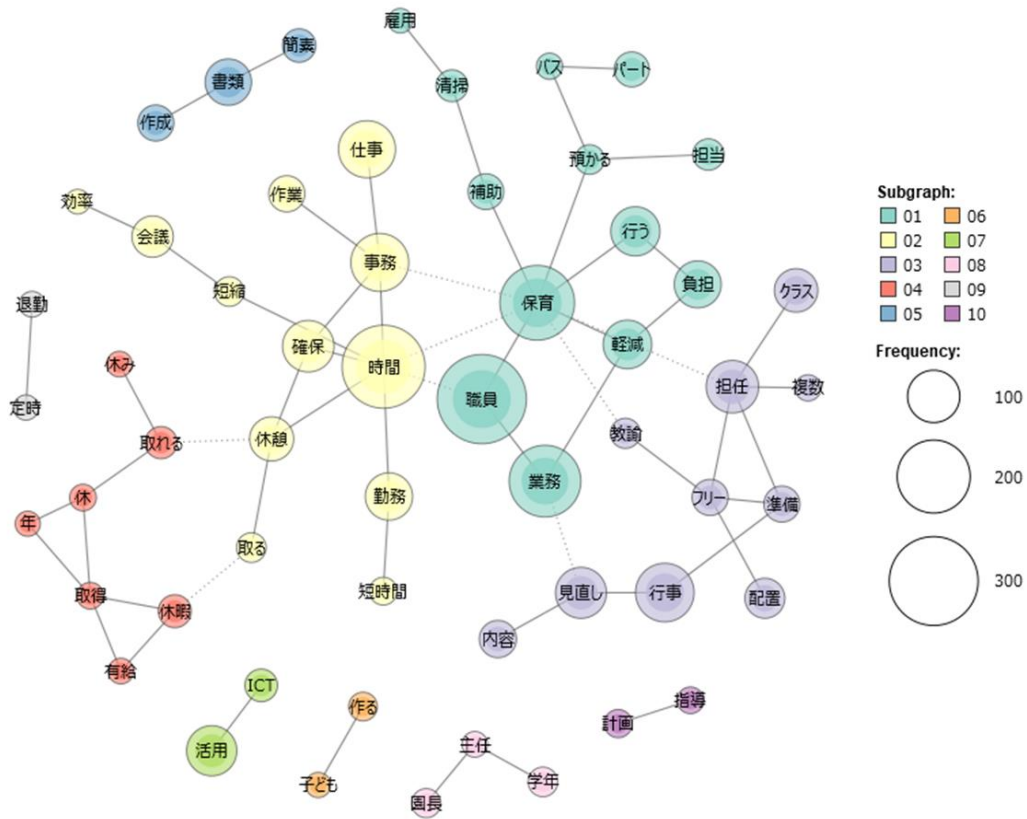 雇用
簡素
書類
作成
清掃
バス
パート
預かる
担当
補助
仕事
作業
効率
会議
短縮
事務
確保
時間
保育
行う
負担
軽減
職員
業務
クラス
担任
複数
教諭
フリー
準備
配置
退勤
定時
休み
取れる
休憩
休
年
取得
休暇
有給
取る
勤務
短時間
見直し
行事
内容
ICT
活用
作る
子ども
主任
園長
学年
計画
指導
Subgraph:
01 06
02 07
03 08
04 09
05 10
Frequency:
100
200
300